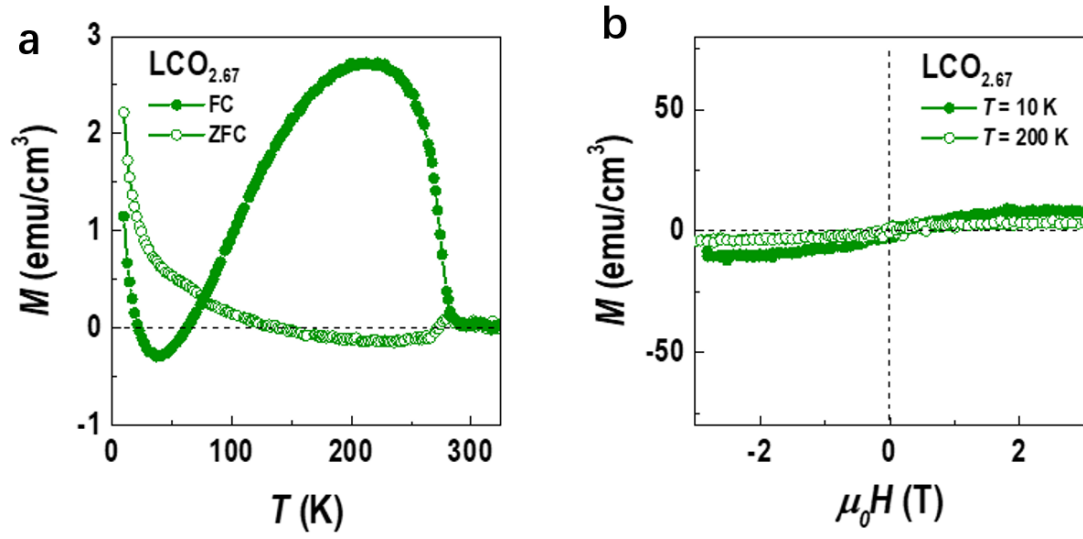 a
LCO2.67
FC
ZFC
3
2
1
0
-1
0
100
200
300
M (emu/cm3)
T (K)
b
LCO2.67
T = 10 K
T = 200 K
50
0
-50
-2
0
2
M (emu/cm3)
μ0H (T)